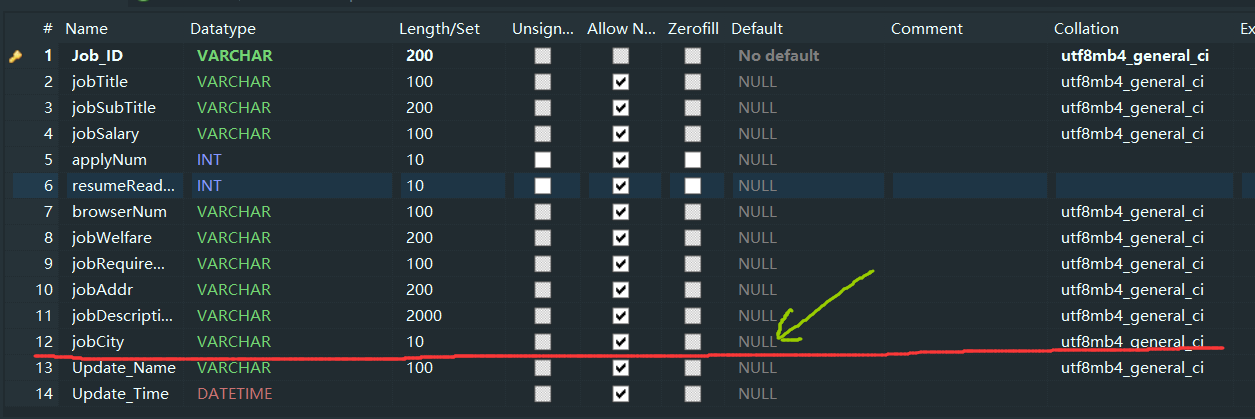 # Name Datatype Length/Set Unsign... Allow N... Zerofill Default Comment Collation Ex
1 Job_ID VARCHAR 200 No default utf8mb4_general_ci
2 jobTitle VARCHAR 100 NULL utf8mb4_general_ci
3 jobSubTitle VARCHAR 200 NULL utf8mb4_general_ci
4 jobSalary VARCHAR 100 NULL utf8mb4_general_ci
5 applyNum INT 10 NULL
6 resumeRead... INT 10 NULL
7 browserNum VARCHAR 100 NULL utf8mb4_general_ci
8 jobWelfare VARCHAR 200 NULL utf8mb4_general_ci
9 jobRequire... VARCHAR 100 NULL utf8mb4_general_ci
10 jobAddr VARCHAR 200 NULL utf8mb4_general_ci
11 jobDescripti... VARCHAR 2000 NULL utf8mb4_general_ci
12 jobCity VARCHAR 10 NULL utf8mb4_general_ci
13 Update_Name VARCHAR 100 NULL utf8mb4_general_ci
14 Update_Time DATETIME NULL